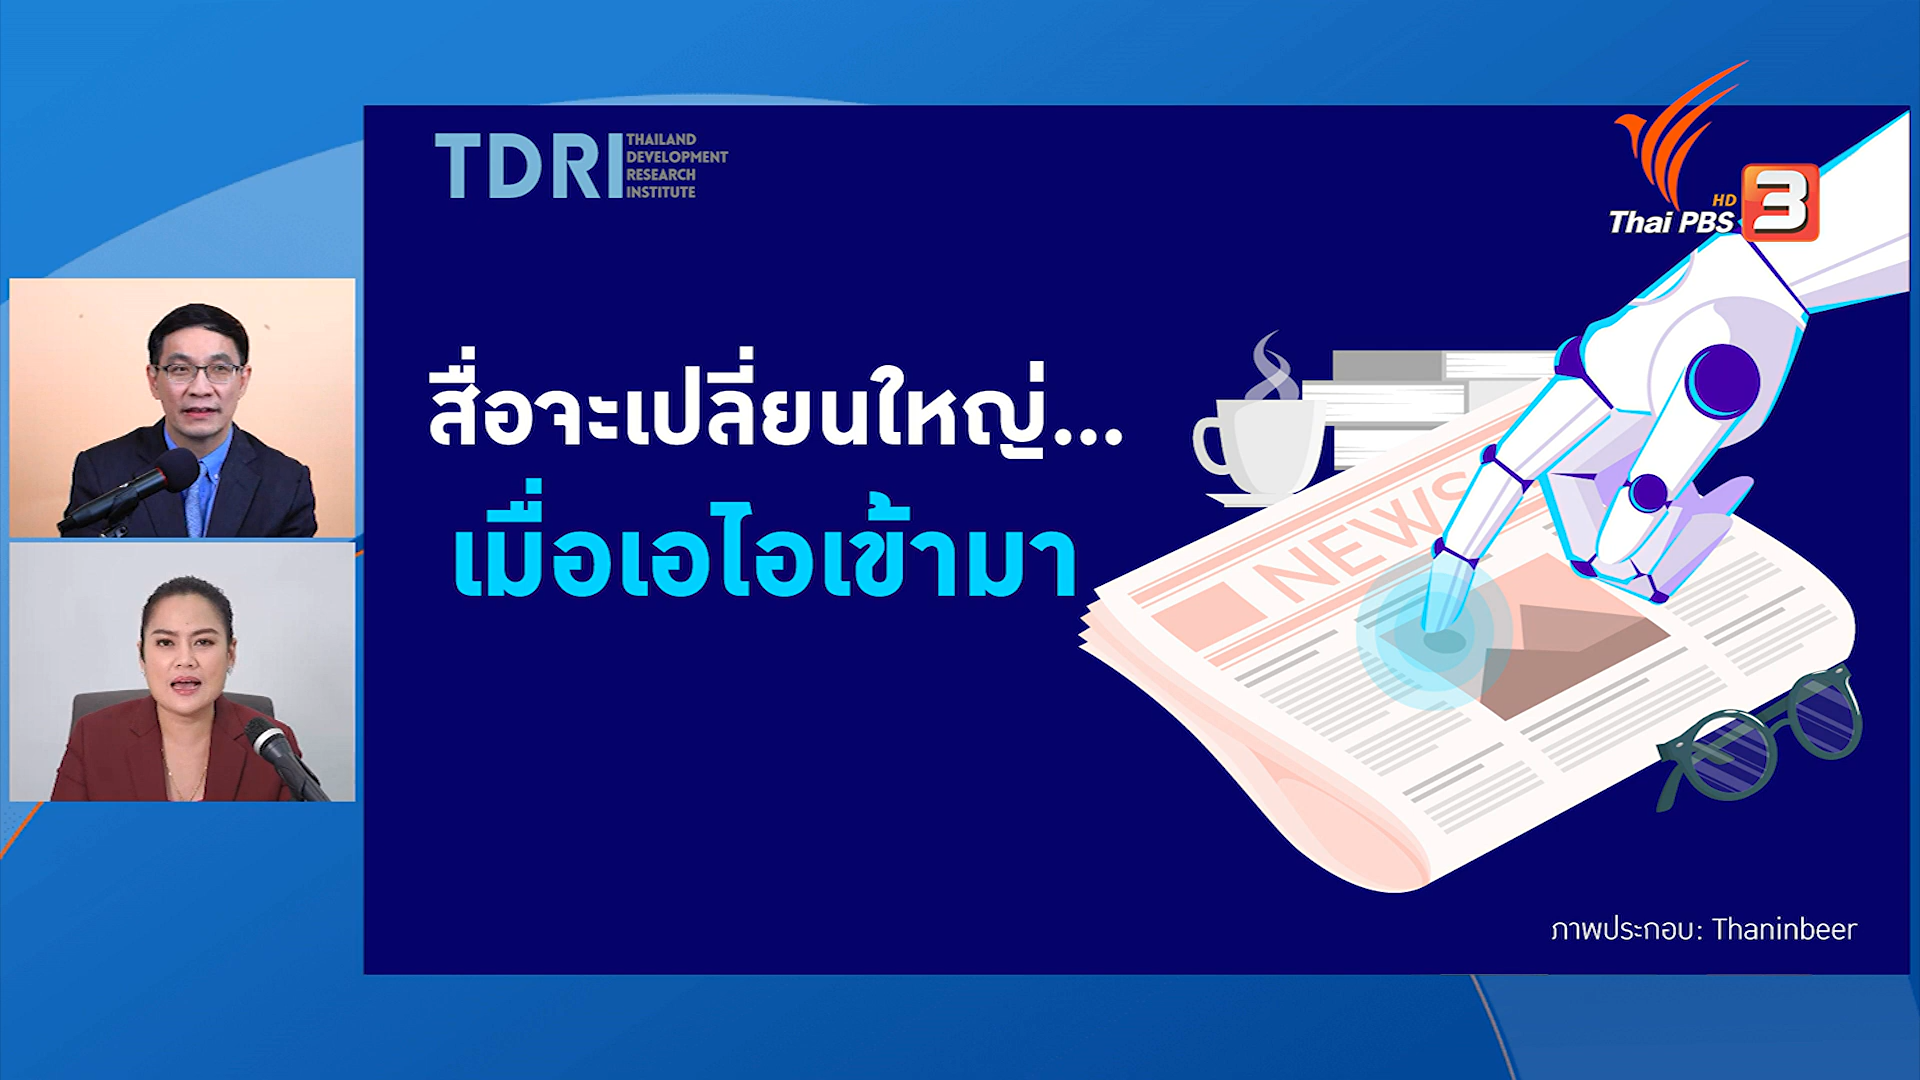 TDRI
THAILAND
DEVELOPMENT
RESEARCH
INSTITUTE
HD
Thai PBS 3
สื่อจะเปลี่ยนใหญ่...
เมื่อเอไอเข้ามา
NEWS
ภาพประกอบ: Thaninbeer